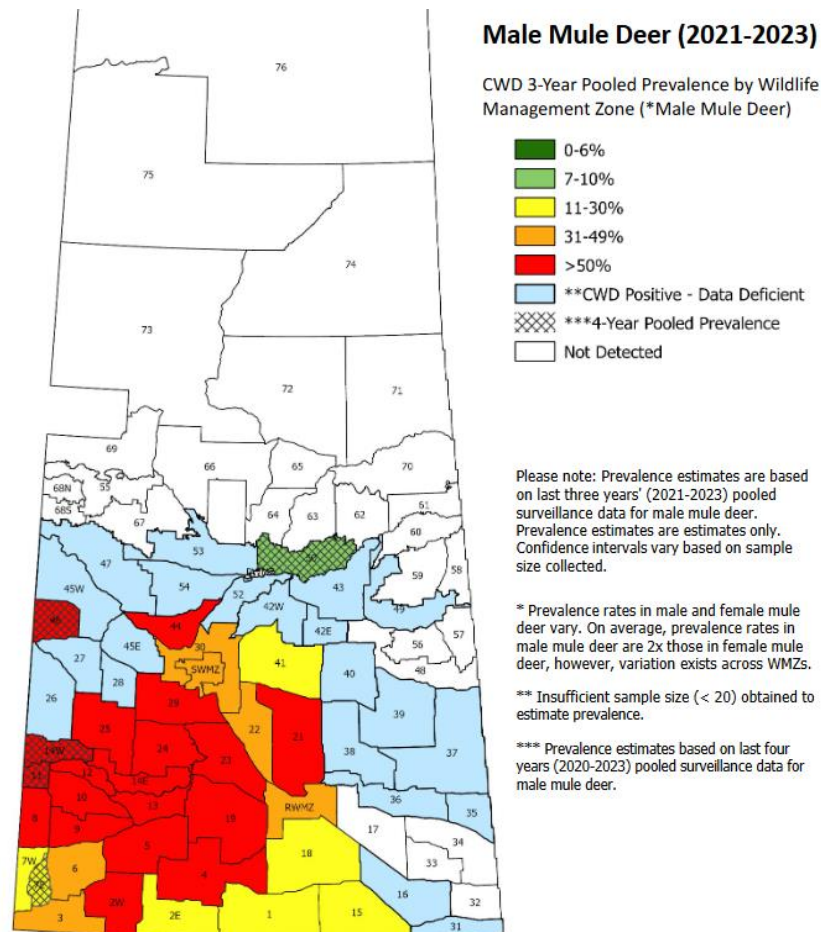 Male Mule Deer (2021-2023)
CWD 3-Year Pooled Prevalence by Wildlife
Management Zone (*Male Mule Deer)
0-6%
7-10%
11-30%
31-49%
>50%
**CWD Positive - Data Deficient
***4-Year Pooled Prevalence
Not Detected
Please note: Prevalence estimates are based
on last three years' (2021-2023) pooled
surveillance data for male mule deer.
Prevalence estimates are estimates only.
Confidence intervals vary based on sample
size collected.
* Prevalence rates in male and female mule
deer vary. On average, prevalence rates in
male mule deer are 2x those in female mule
deer, however, variation exists across WMZs.
** Insufficient sample size (< 20) obtained to
estimate prevalence.
*** Prevalence estimates based on last four
years (2020-2023) pooled surveillance data for
male mule deer.
76
75
74
73
72
71
69
66
65
70
68N
55
68S
67
64
63
62
61
60
53
50
59
58
47
54
43
45W
52
42W
49
46
44
42E
57
45E
30
56
27
SWMZ
41
48
28
40
26
29
39
25
22
21
14W
24
23
38
37
11
12
14E
10
13
RWMZ
36
8
19
35
9
17
34
5
7W
6
18
33
7E
4
16
32
2W
3
2E
1
15
31